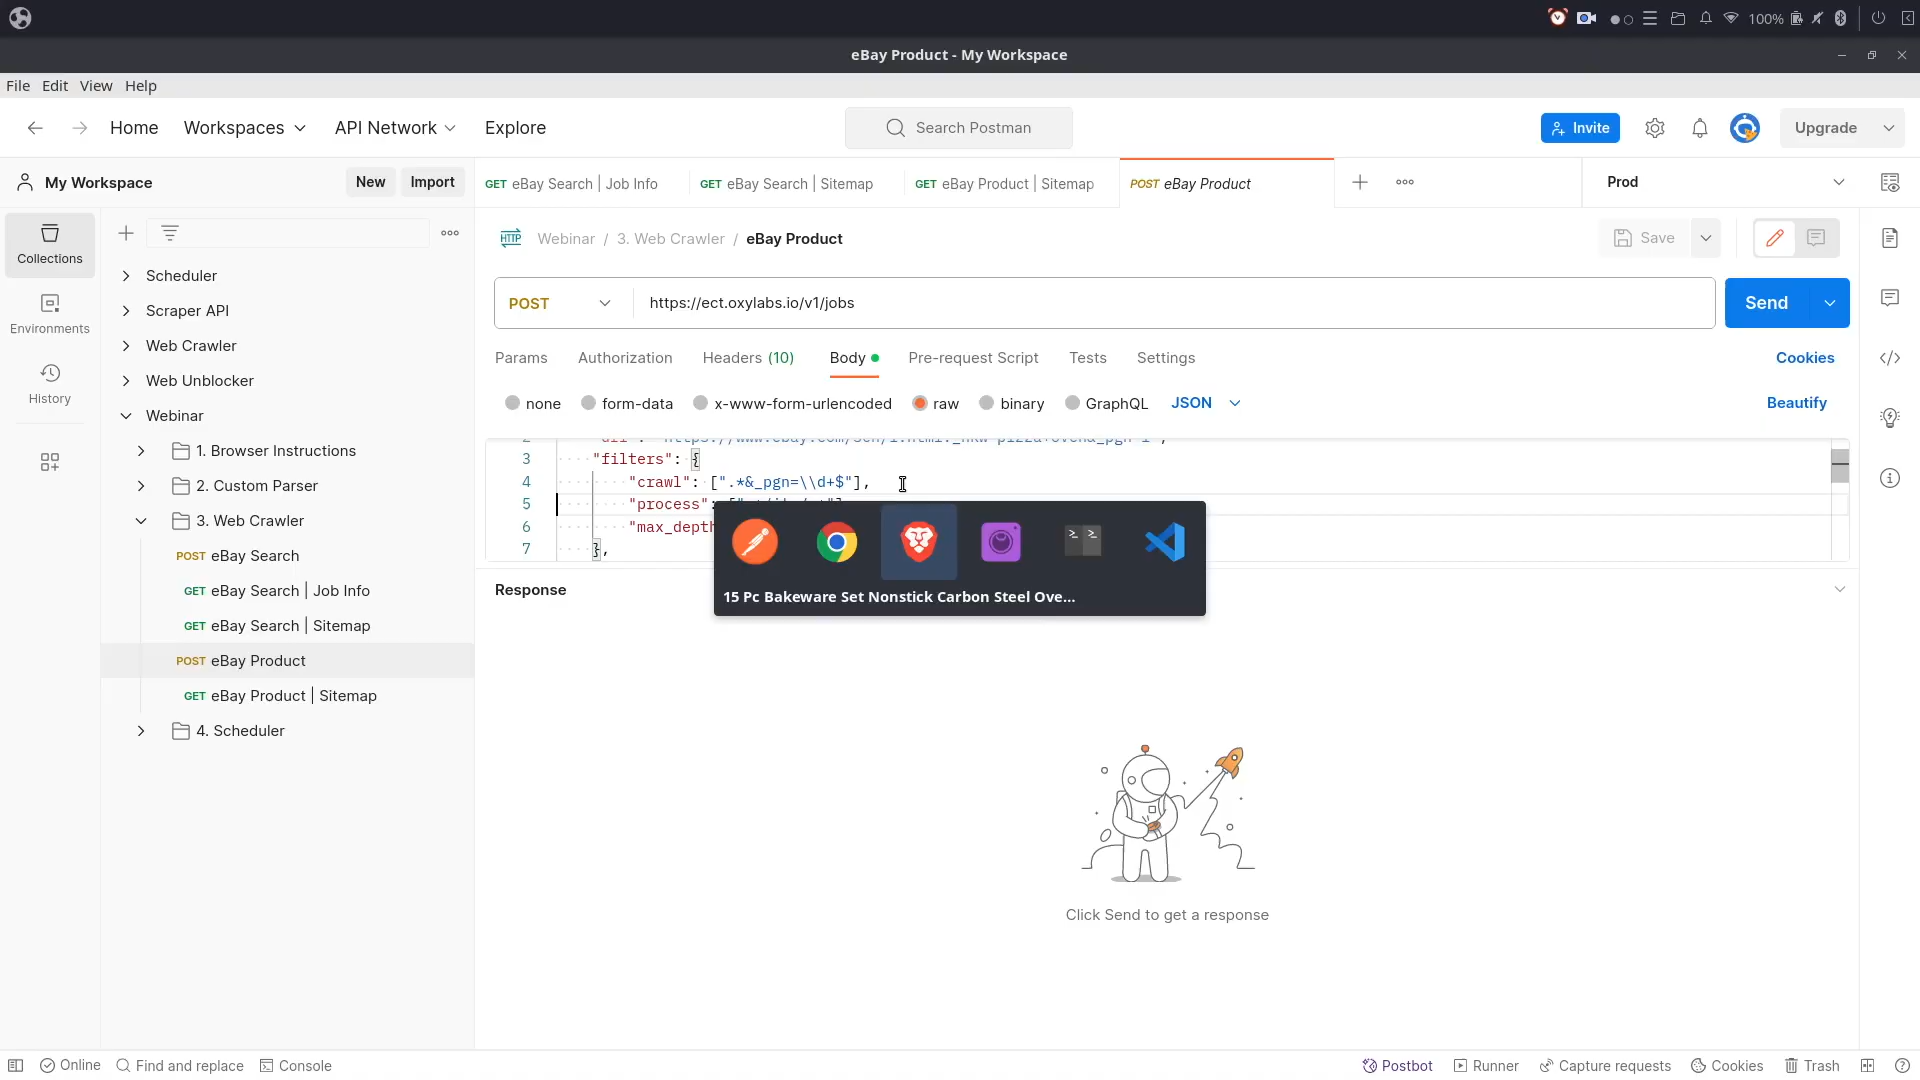 100%
eBay Product - My Workspace
File Edit View Help
Home Workspaces API Network Explore
Search Postman
Invite
Upgrade
My Workspace
New Import
GET eBay Search | Job Info
GET eBay Search | Sitemap
GET eBay Product | Sitemap
POST eBay Product
Prod
Collections
Environments
History
Scheduler
Scraper API
Web Crawler
Web Unblocker
Webinar
1. Browser Instructions
2. Custom Parser
3. Web Crawler
POST eBay Search
GET eBay Search | Job Info
GET eBay Search | Sitemap
POST eBay Product
GET eBay Product | Sitemap
4. Scheduler
HTTP Webinar / 3. Web Crawler / eBay Product
Save
POST https://ect.oxylabs.io/v1/jobs
Send
Params Authorization Headers (10) Body Pre-request Script Tests Settings
Cookies
none form-data x-www-form-urlencoded raw binary GraphQL JSON
Beautify
3 "filters": {
4 "crawl": [".*&_pgn=\\d+$"],
5 "process":
6 "max_depth
7 },
15 Pc Bakeware Set Nonstick Carbon Steel Ove...
Response
Click Send to get a response
Online Find and replace Console
Postbot Runner Capture requests Cookies Trash